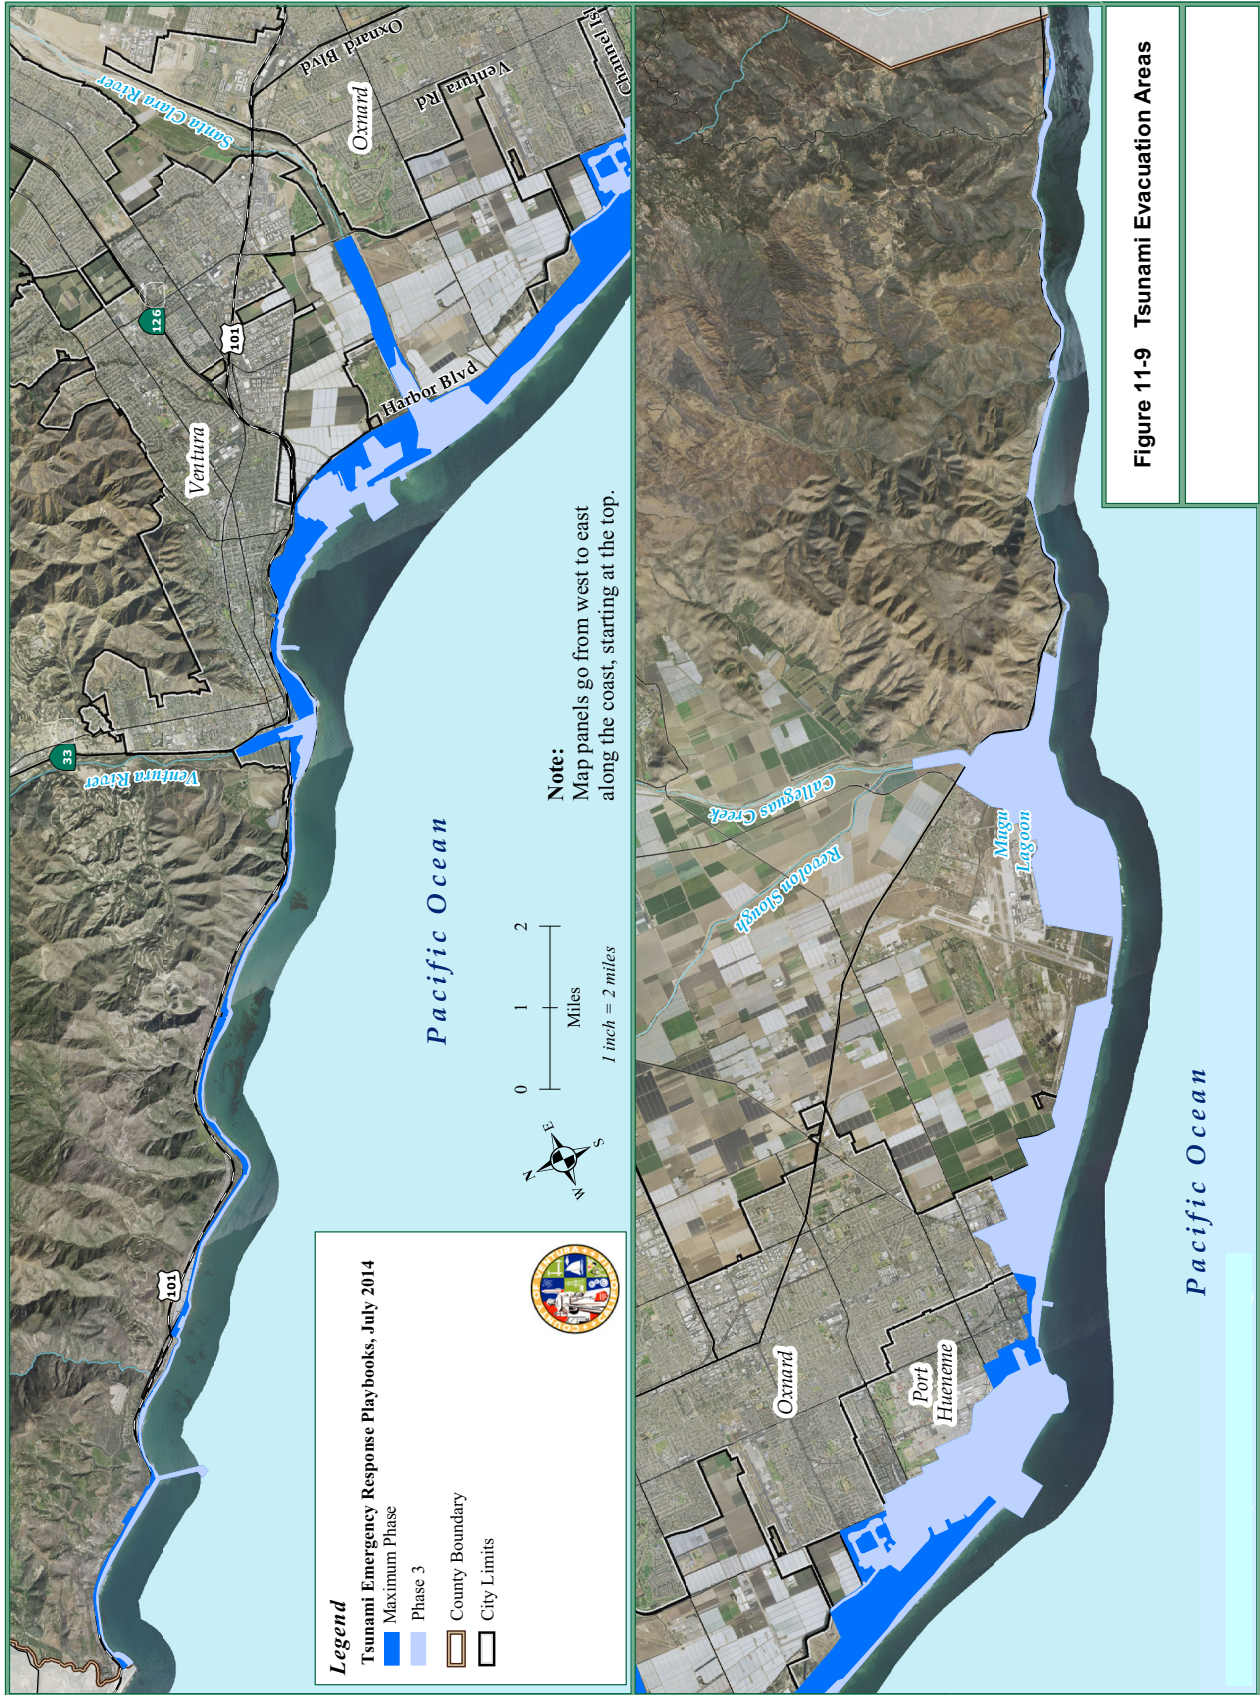 33
Ventura River
Ventura
126
101
Santa Clara River
Oxnard Blvd
Ventura Rd
Channel Isl
Oxnard
Harbor Blvd
101
Pacific Ocean
Note:
Map panels go from west to east
along the coast, starting at the top.
0 1 2
Miles
1 inch = 2 miles
N
E
S
W
Legend
Tsunami Emergency Response Playbooks, July 2014
Maximum Phase
Phase 3
County Boundary
City Limits
Oxnard
Port
Hueneme
Revolon Slough
Calleguas Creek
Mugu
Lagoon
Pacific Ocean
Figure 11-9 Tsunami Evacuation Areas